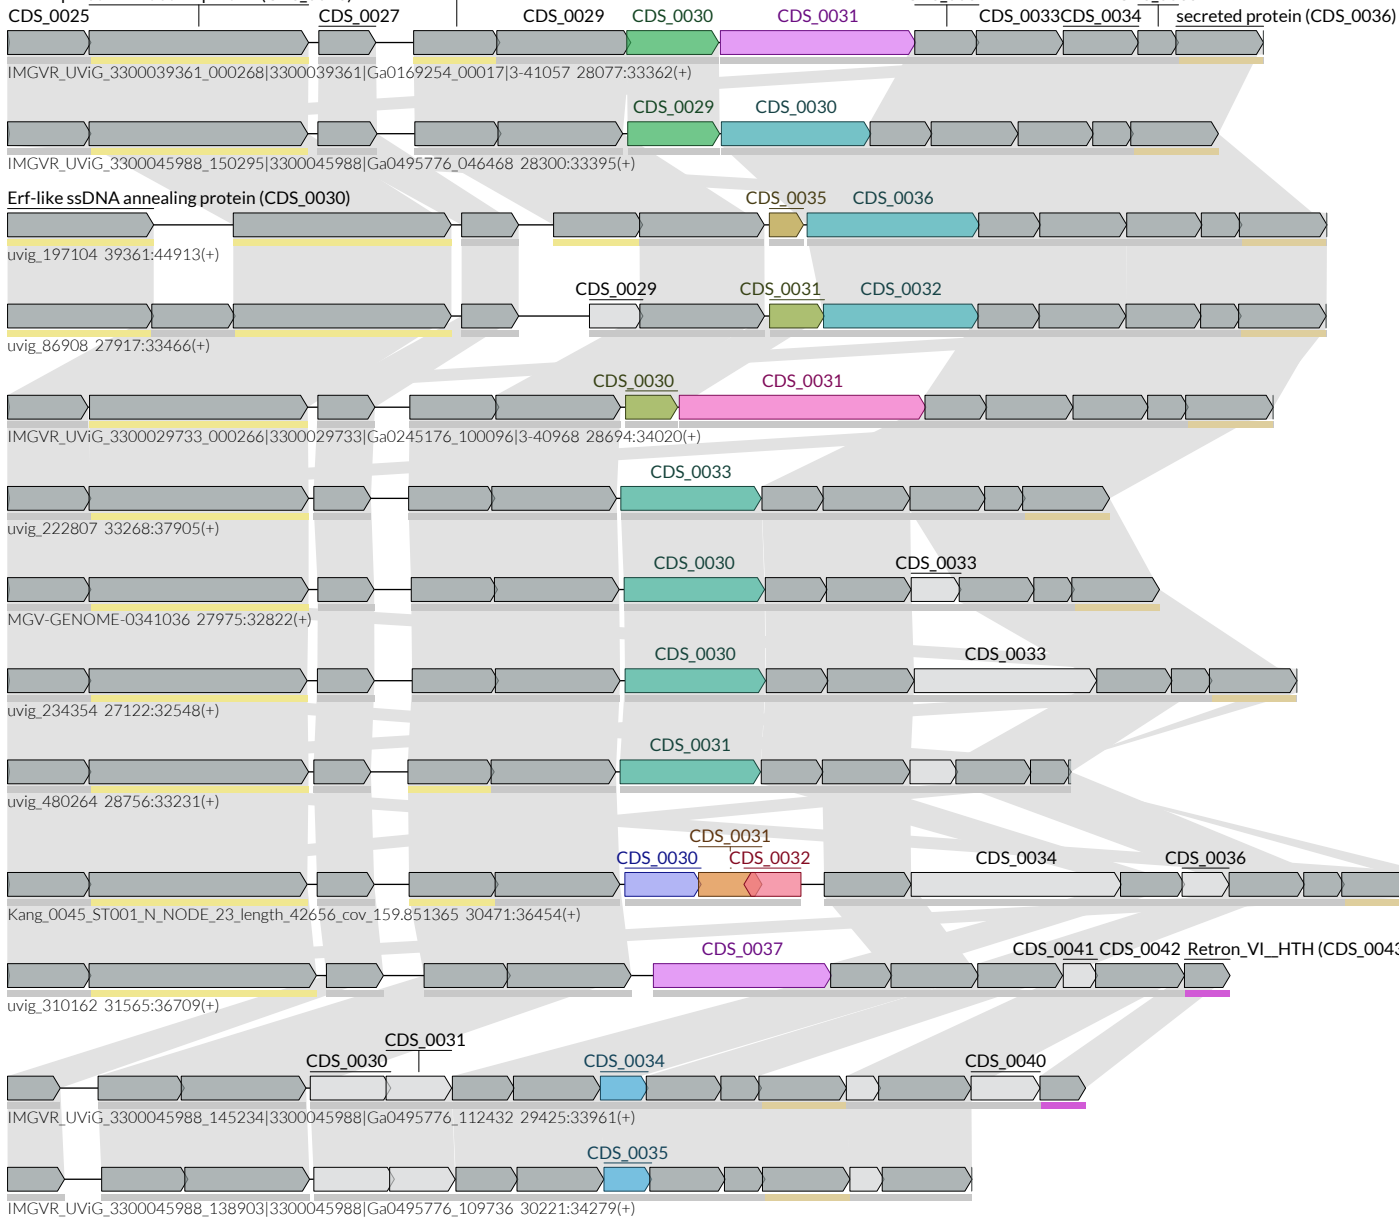 CDS_0025 CDS_0027 CDS_0029 CDS_0030 CDS_0031 CDS_0033 CDS_0034 secreted protein (CDS_0036)
IMGVR_UViG_3300039361_000268|3300039361|Ga0169254_00017|3-41057 28077:33362(+)
CDS_0029 CDS_0030
IMGVR_UViG_3300045988_150295|3300045988|Ga0495776_046468 28300:33395(+)
Erf-like ssDNA annealing protein (CDS_0030) CDS_0035 CDS_0036
uvig_197104 39361:44913(+)
CDS_0029 CDS_0031 CDS_0032
uvig_86908 27917:33466(+)
CDS_0030 CDS_0031
IMGVR_UViG_3300029733_000266|3300029733|Ga0245176_100096|3-40968 28694:34020(+)
CDS_0033
uvig_222807 33268:37905(+)
CDS_0030 CDS_0033
MGV-GENOME-0341036 27975:32822(+)
CDS_0030 CDS_0033
uvig_234354 27122:32548(+)
CDS_0031
uvig_480264 28756:33231(+)
CDS_0031
CDS_0030 CDS_0032 CDS_0034 CDS_0036
Kang_0045_ST001_N_NODE_23_length_42656_cov_159.851365 30471:36454(+)
CDS_0037 CDS_0041 CDS_0042 Retron_VI__HTH (CDS_0043
uvig_310162 31565:36709(+)
CDS_0031
CDS_0030 CDS_0034 CDS_0040
IMGVR_UViG_3300045988_145234|3300045988|Ga0495776_112432 29425:33961(+)
CDS_0035
IMGVR_UViG_3300045988_138903|3300045988|Ga0495776_109736 30221:34279(+)